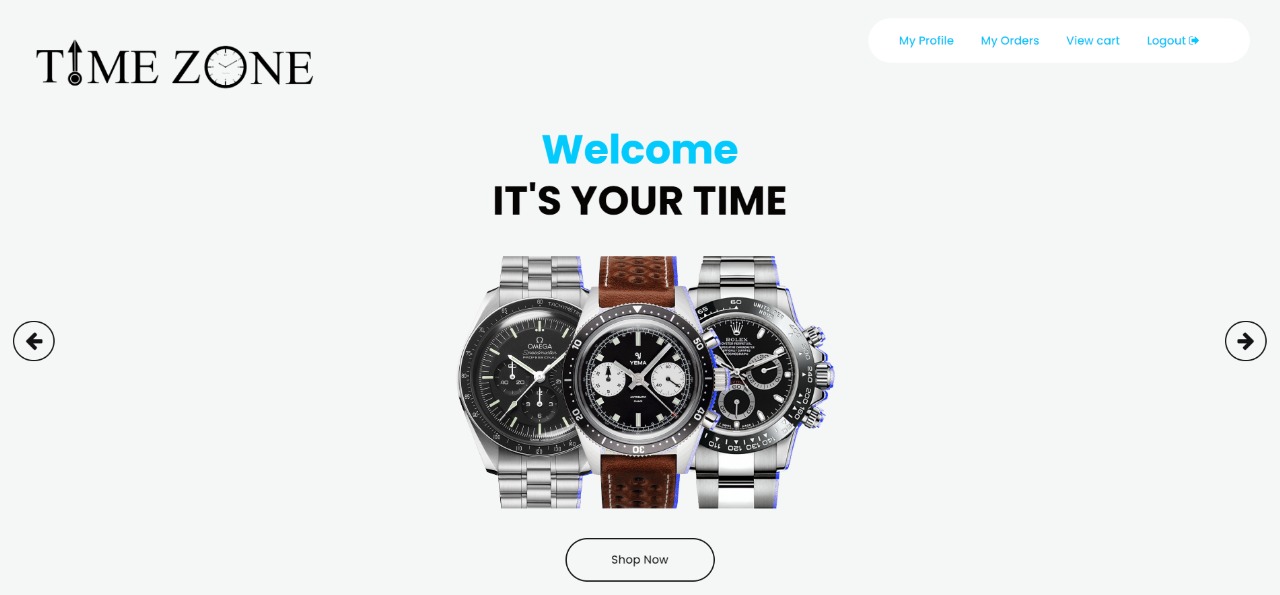 TIME ZONE
My Profile My Orders View cart Logout
Welcome
IT'S YOUR TIME
OMEGA
Speedmaster
PROFESSIONAL
YEMA
ROLEX
Shop Now